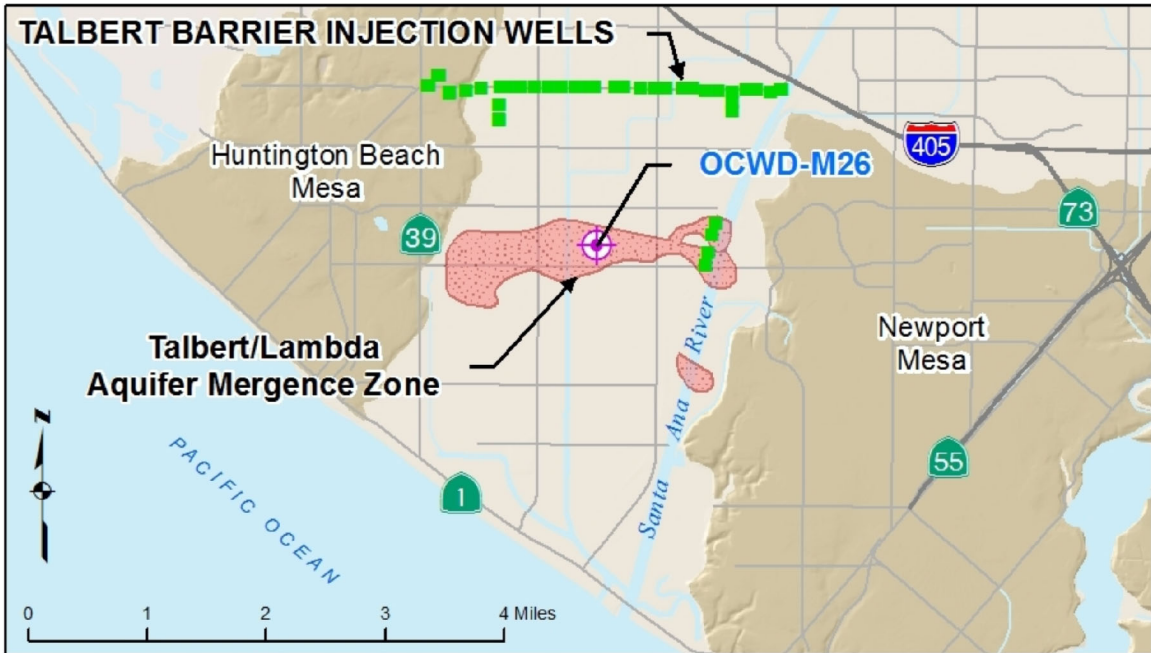 TALBERT BARRIER INJECTION WELLS
405
Huntington Beach
Mesa
OCWD-M26
73
39
Santa Ana River
Newport
Mesa
Talbert/Lambda
Aquifer Mergence Zone
N
PACIFIC OCEAN
55
1
0 1 2 3 4 Miles